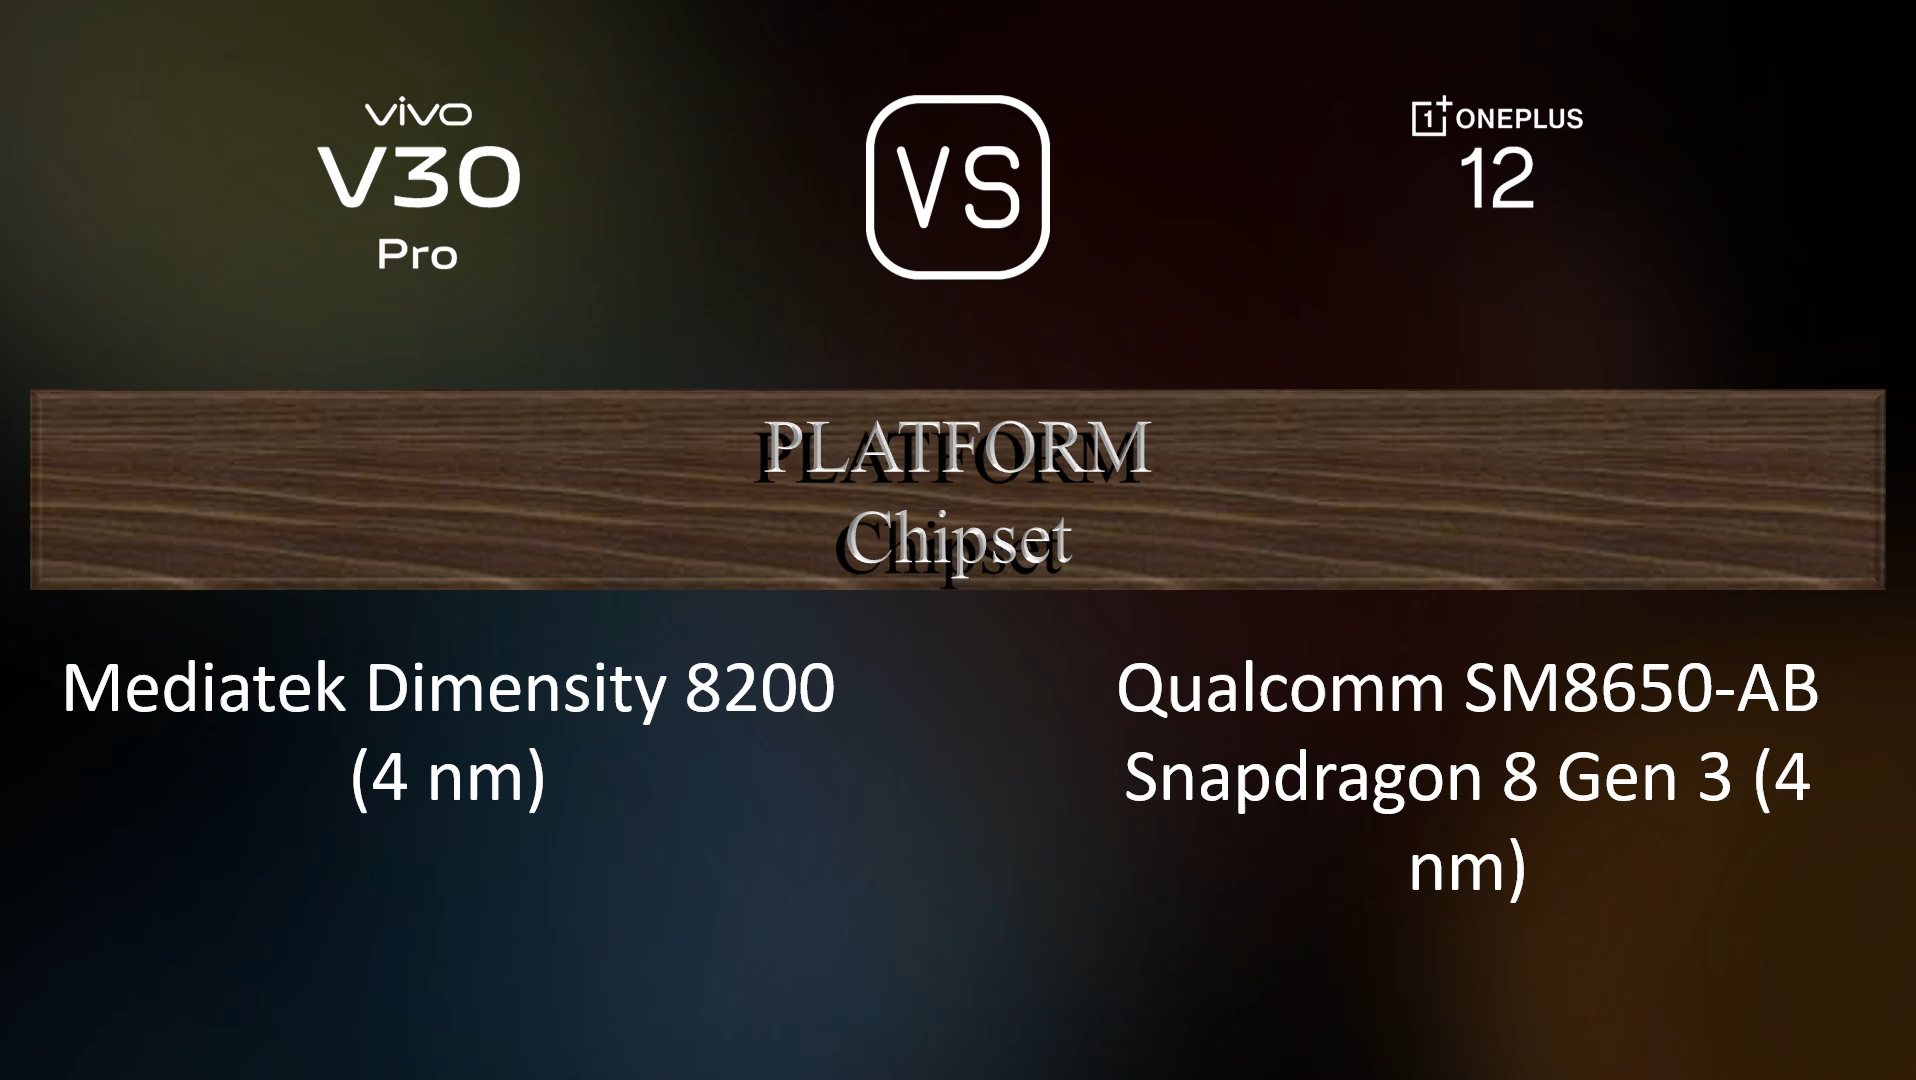 vivo
V30
Pro
VS
1+ ONEPLUS
12
PLATFORM
Chipset
Mediatek Dimensity 8200
(4 nm)
Qualcomm SM8650-AB
Snapdragon 8 Gen 3 (4
nm)